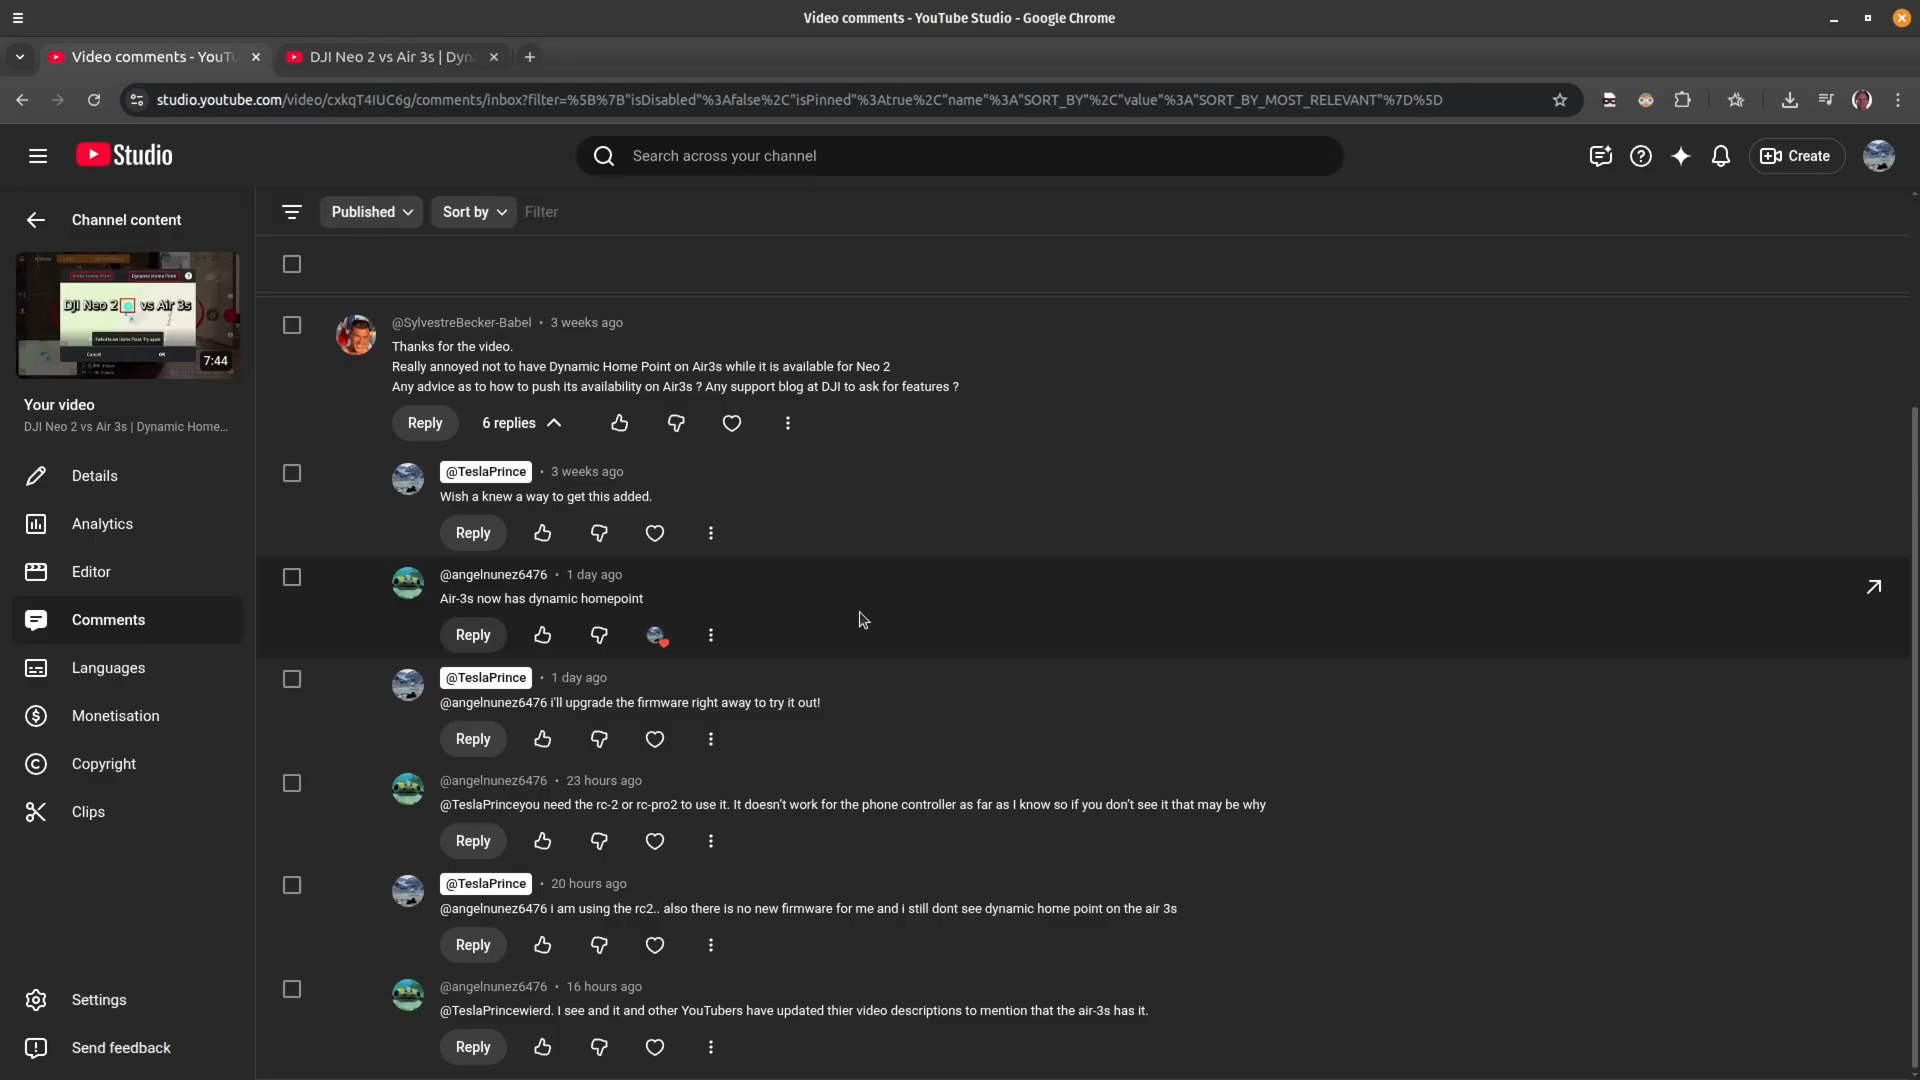 Video comments - YouTube Studio - Google Chrome
Video comments - YouTu
DJI Neo 2 vs Air 3s | Dyn
studio.youtube.com/video/cxkqT4IUC6g/comments/inbox?filter=%5B%7B"isDisabled"%3Afalse%2C"isPinned"%3Atrue%2C"name"%3A"SORT_BY"%2C"value"%3A"SORT_BY_MOST_RELEVANT"%7D%5D
Studio
Search across your channel
Create
Channel content
Published
Sort by
Filter
Dynamic Home Point
DJI Neo 2 vs Air 3s
Cancel
OK
7:44
Your video
DJI Neo 2 vs Air 3s | Dynamic Home…
Details
Analytics
Editor
Comments
Languages
Monetisation
Copyright
Clips
Settings
Send feedback
@SylvestreBecker-Babel • 3 weeks ago
Thanks for the video.
Really annoyed not to have Dynamic Home Point on Air3s while it is available for Neo 2
Any advice as to how to push its availability on Air3s ? Any support blog at DJI to ask for features ?
Reply
6 replies
@TeslaPrince • 3 weeks ago
Wish a knew a way to get this added.
Reply
@angelnunez6476 • 1 day ago
Air-3s now has dynamic homepoint
Reply
@TeslaPrince • 1 day ago
@angelnunez6476 i'll upgrade the firmware right away to try it out!
Reply
@angelnunez6476 • 23 hours ago
@TeslaPrinceyou need the rc-2 or rc-pro2 to use it. It doesn't work for the phone controller as far as I know so if you don't see it that may be why
Reply
@TeslaPrince • 20 hours ago
@angelnunez6476 i am using the rc2.. also there is no new firmware for me and i still dont see dynamic home point on the air 3s
Reply
@angelnunez6476 • 16 hours ago
@TeslaPrincewierd. I see and it and other YouTubers have updated thier video descriptions to mention that the air-3s has it.
Reply